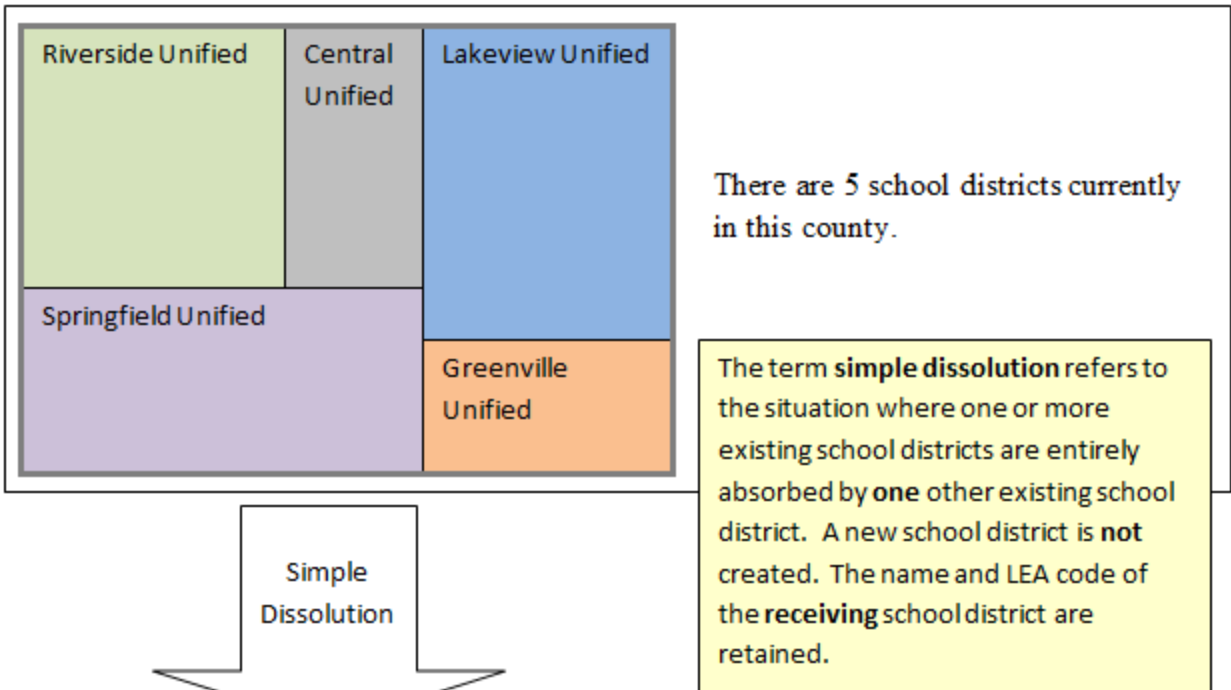 Riverside Unified
Central
Unified
Lakeview Unified
There are 5 school districts currently
in this county.
Springfield Unified
Greenville
Unified
The term simple dissolution refers to
the situation where one or more
existing school districts are entirely
absorbed by one other existing school
district. A new school district is not
created. The name and LEA code of
the receiving school district are
retained.
Simple
Dissolution